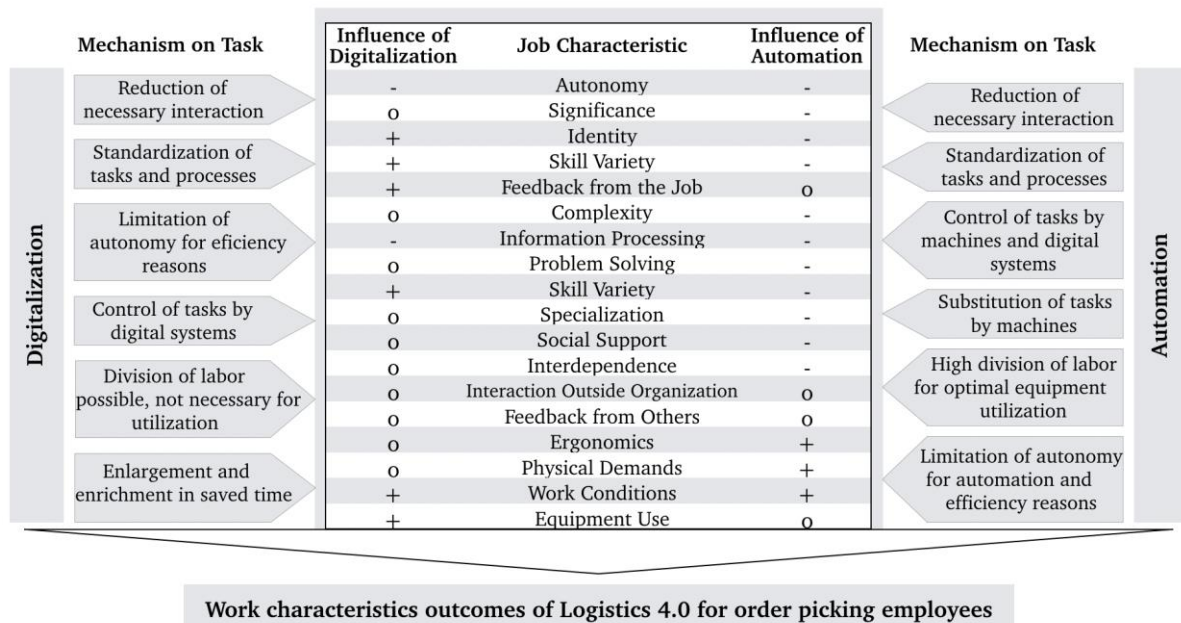 Mechanism on Task
Influence of
Digitalization
Job Characteristic
Influence of
Automation
Mechanism on Task
Digitalization
Reduction of
necessary interaction
Standardization of
tasks and processes
Limitation of
autonomy for eficiency
reasons
Control of tasks by
digital systems
Division of labor
possible, not necessary for
utilization
Enlargement and
enrichment in saved time
- Autonomy -
o Significance -
+ Identity -
+ Skill Variety -
+ Feedback from the Job o
o Complexity -
- Information Processing -
o Problem Solving -
+ Skill Variety -
o Specialization -
o Social Support -
o Interdependence -
o Interaction Outside Organization o
o Feedback from Others o
o Ergonomics +
o Physical Demands +
+ Work Conditions +
+ Equipment Use o
Reduction of
necessary interaction
Standardization of
tasks and processes
Control of tasks by
machines and digital
systems
Substitution of tasks
by machines
High division of labor
for optimal equipment
utilization
Limitation of autonomy
for automation and
efficiency reasons
Automation
Work characteristics outcomes of Logistics 4.0 for order picking employees